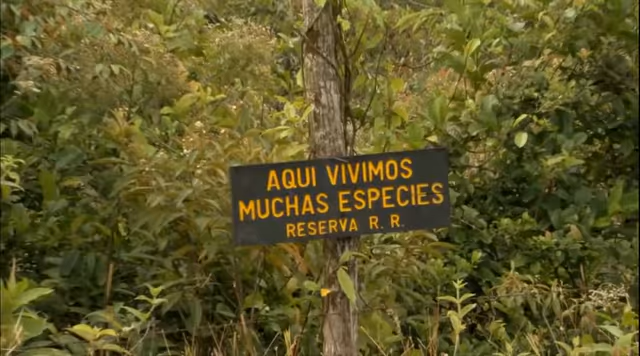 AQUI VIVIMOS
MUCHAS ESPECIES
RESERVA R.R.